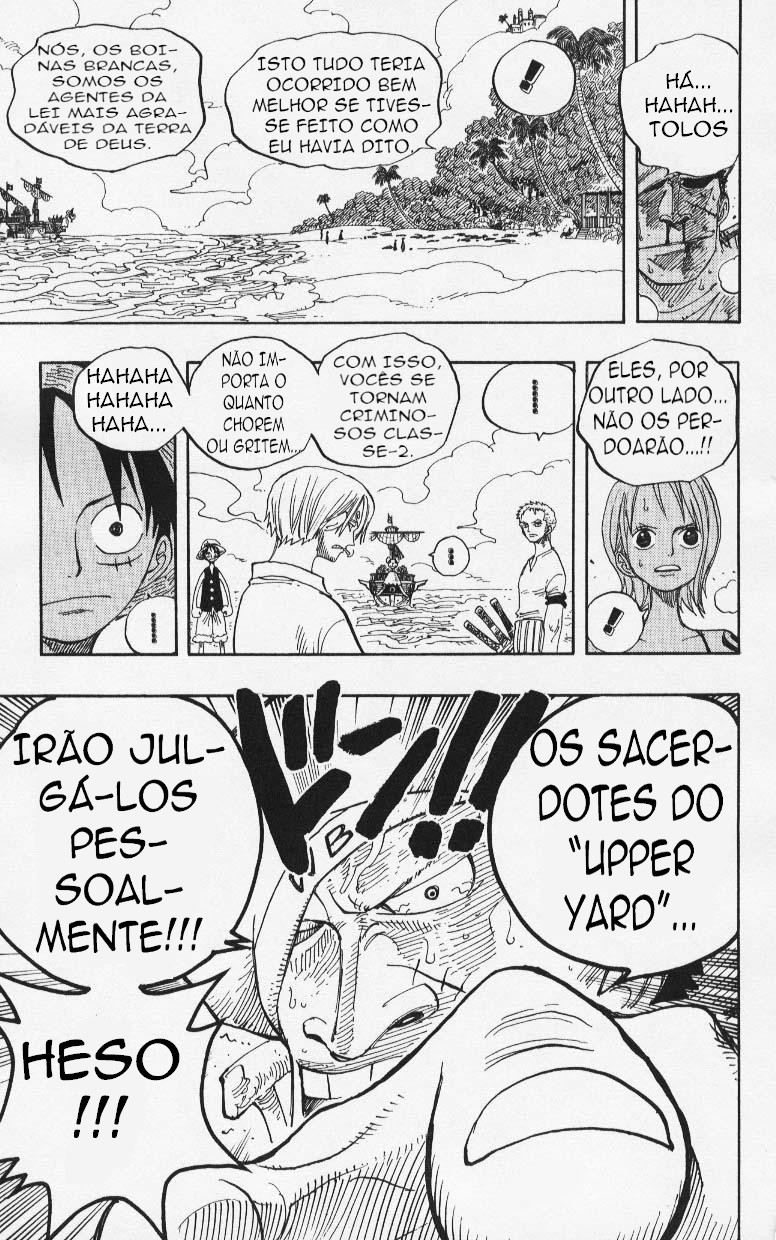 HÁ...
HAHAH...
TOLOS
!
ISTO TUDO TERIA
OCORRIDO BEM
MELHOR SE TIVES-
SE FEITO COMO
EU HAVIA DITO.
NÓS, OS BOI-
NAS BRANCAS,
SOMOS OS
AGENTES DA
LEI MAIS AGRA-
DÁVEIS DA TERRA
DE DEUS.
ELES, POR
OUTRO LADO...
NÃO OS PER-
DOARÃO...!!
!
COM ISSO,
VOCÊS SE
TORNAM
CRIMINO-
SOS CLAS-
SE-2.
NÃO IM-
PORTA O
QUANTO
CHOREM
OU GRITEM...
HAHAHA
HAHAHA
HAHA...
OS SACER-
DOTES DO
"UPPER
YARD"...
ドン!!
B
IRÃO JUL-
GÁ-LOS
PES-
SOAL-
MENTE!!!
HESO
!!!